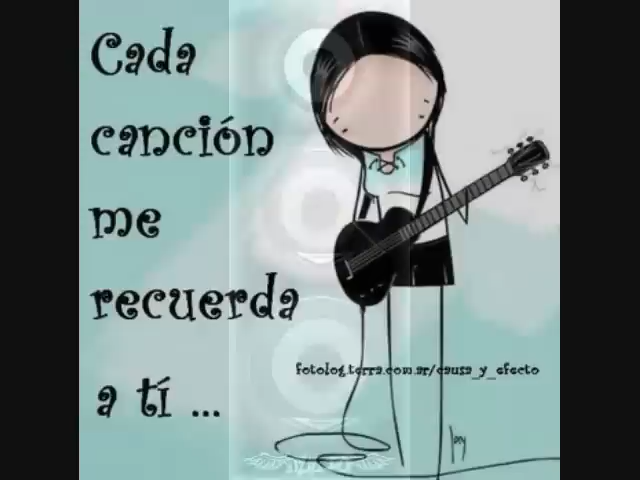 Cada
canción
me
recuerda
a tí ...
fotolog.terra.com.ar/causa_y_efecto